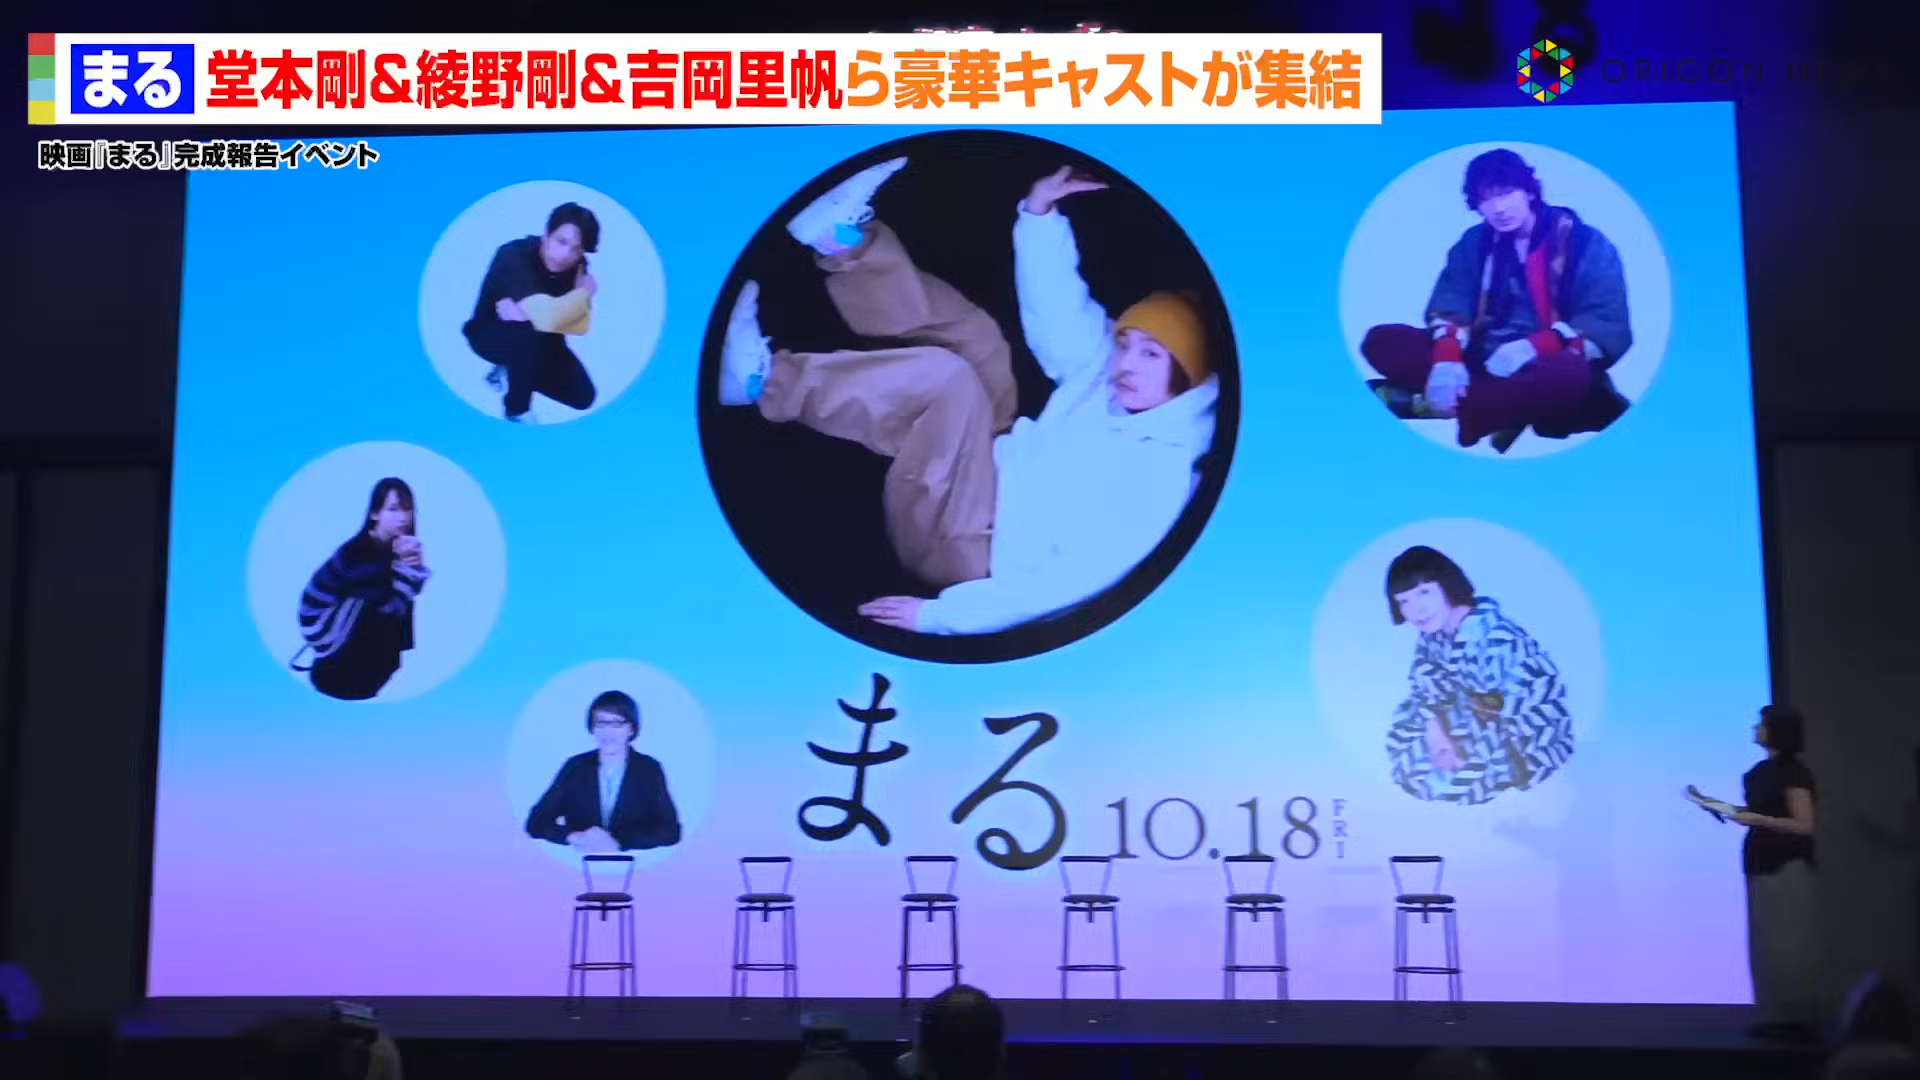 まる 堂本剛&綾野剛&吉岡里帆ら豪華キャストが集結
ORICON NEWS
映画『まる』完成報告イベント
まる 10.18 FRI